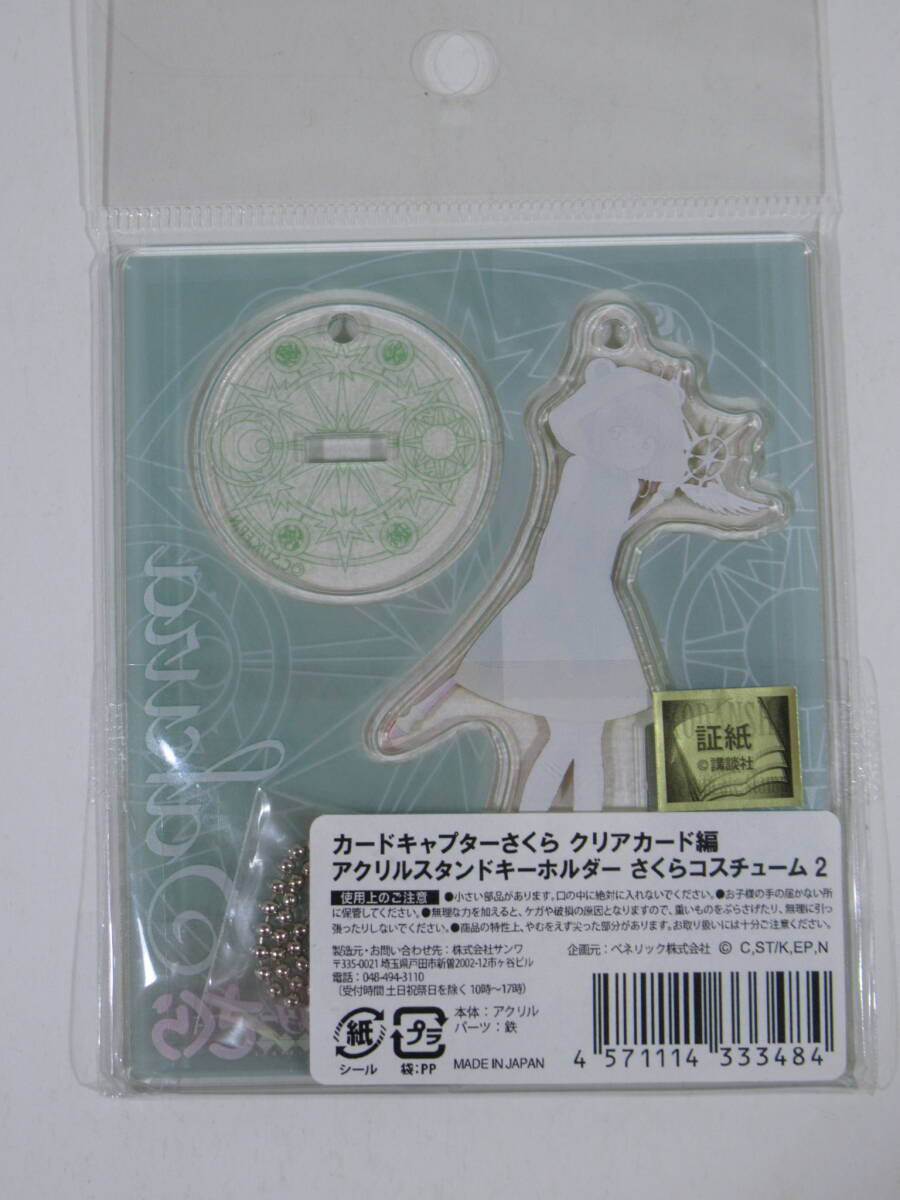 証紙
©講談社
カードキャプターさくら クリアカード編
アクリルスタンドキーホルダー さくらコスチューム 2
使用上のご注意 ●小さい部品があります。口の中に絶対に入れないでください。●お子様の手の届かない所
に保管してください。●無理な力を加えると、ケガや破損の原因となりますので、重いものをぶらさげたり、無理に引っ
張ったりしないでください。●商品の特性上、やむをえず尖った部分があります。お取り扱いには十分ご注意ください。
製造元・お問い合わせ先：株式会社サンワ 企画元：ベネリック株式会社 © C,ST/K,EP,N
〒335-0021 埼玉県戸田市新曽2002-12市ヶ谷ビル
電話：048-494-3110
（受付時間 土日祝祭日を除く 10時～17時）
紙
シール
プラ
袋:PP
本体：アクリル
パーツ：鉄
MADE IN JAPAN
4 571114 333484
Sakura
さくら